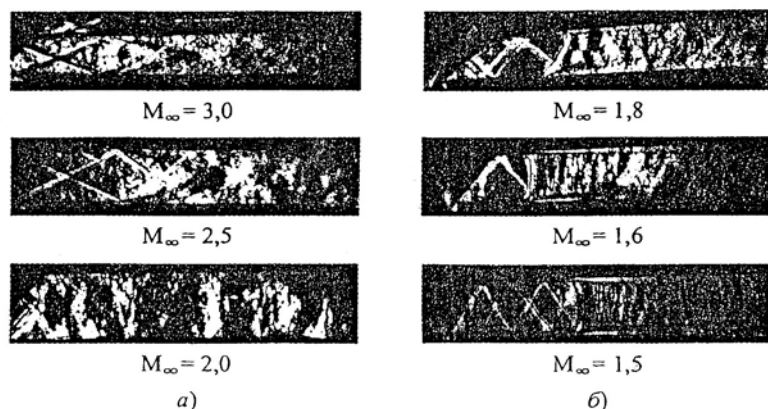 M∞ = 3,0
M∞ = 2,5
M∞ = 2,0
а)
M∞ = 1,8
M∞ = 1,6
M∞ = 1,5
б)